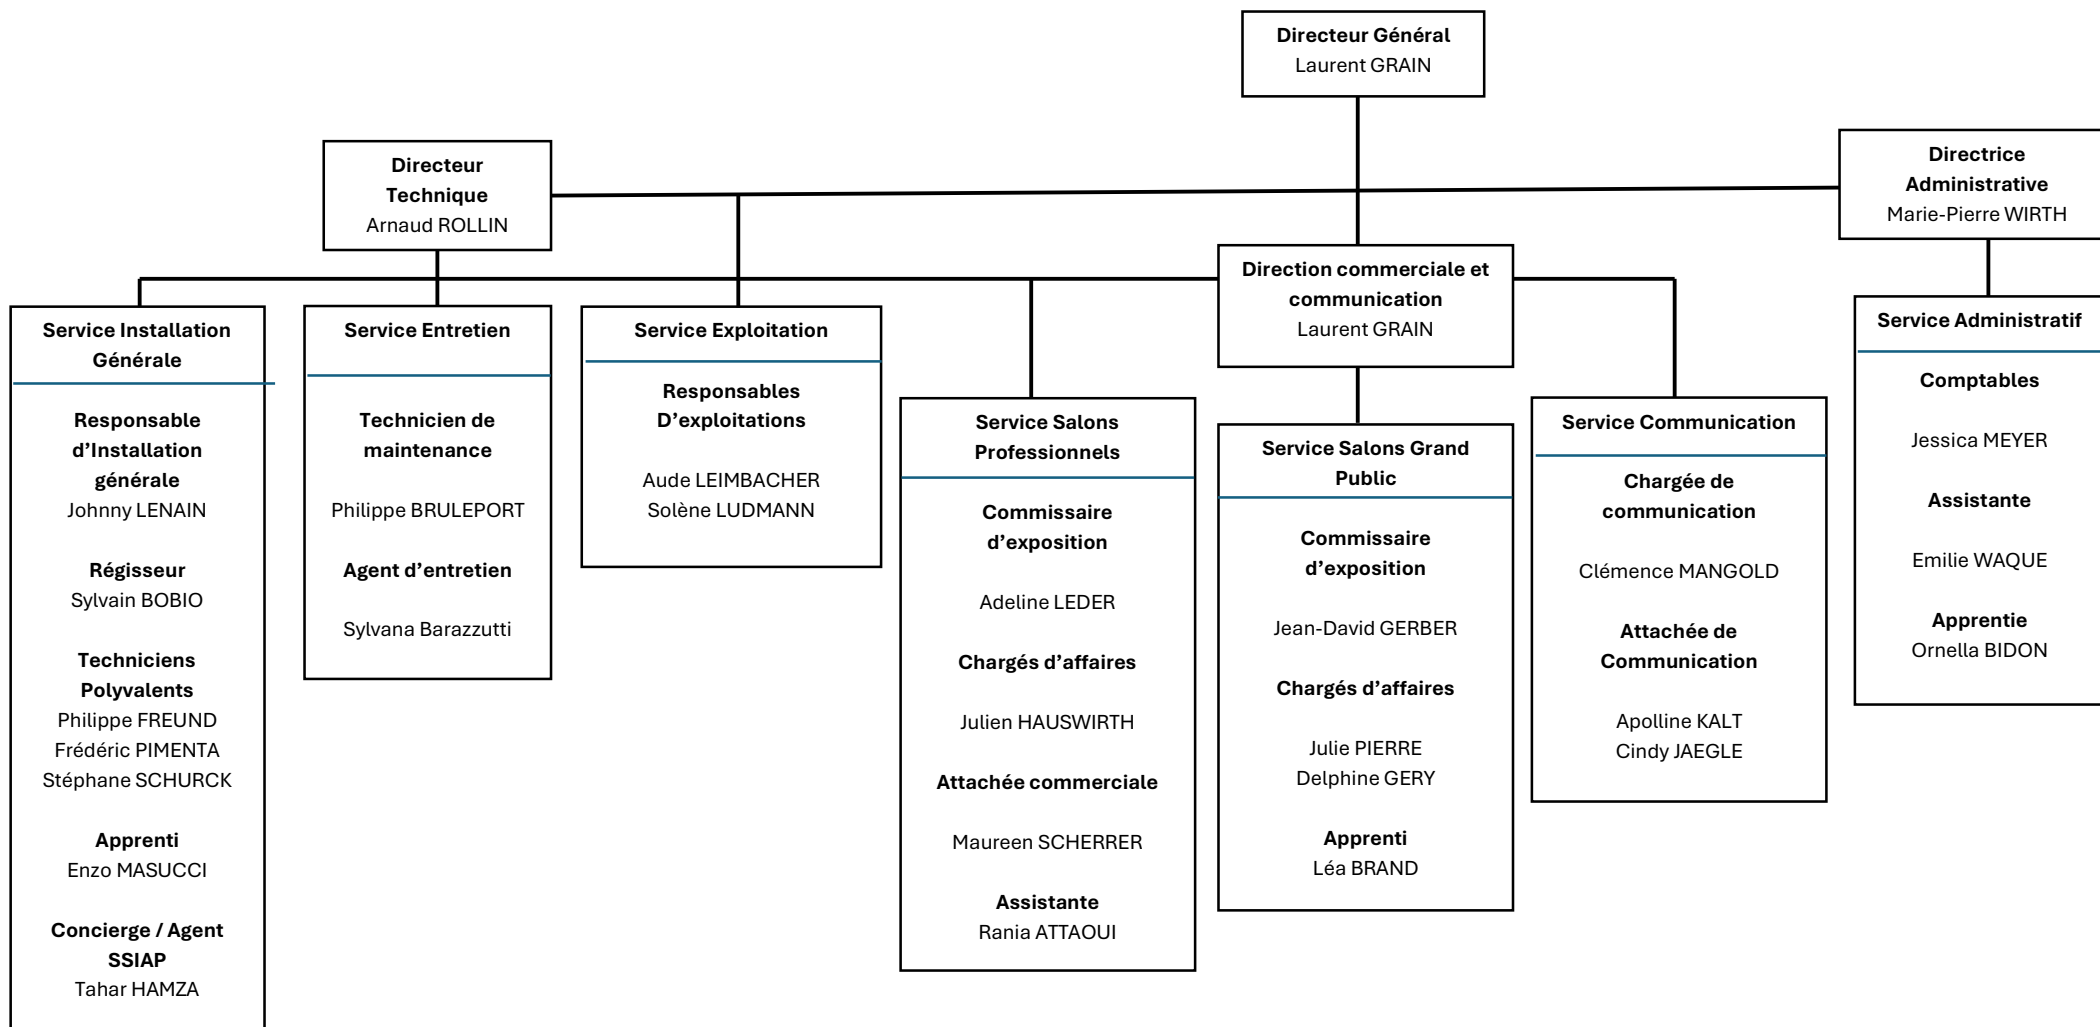 Directeur Général
Laurent GRAIN
Directeur
Technique
Arnaud ROLLIN
Directrice
Administrative
Marie-Pierre WIRTH
Direction commerciale et
communication
Laurent GRAIN
Service Installation
Générale
Responsable
d’Installation
générale
Johnny LENAIN
Régisseur
Sylvain BOBIO
Techniciens
Polyvalents
Philippe FREUND
Frédéric PIMENTA
Stéphane SCHURCK
Apprenti
Enzo MASUCCI
Concierge / Agent
SSIAP
Tahar HAMZA
Service Entretien
Technicien de
maintenance
Philippe BRULEPORT
Agent d’entretien
Sylvana Barazzutti
Service Exploitation
Responsables
D’exploitations
Aude LEIMBACHER
Solène LUDMANN
Service Salons
Professionnels
Commissaire
d’exposition
Adeline LEDER
Chargés d’affaires
Julien HAUSWIRTH
Attachée commerciale
Maureen SCHERRER
Assistante
Rania ATTAOUI
Service Salons Grand
Public
Commissaire
d’exposition
Jean-David GERBER
Chargés d’affaires
Julie PIERRE
Delphine GERY
Apprenti
Léa BRAND
Service Communication
Chargée de
communication
Clémence MANGOLD
Attachée de
Communication
Apolline KALT
Cindy JAEGLE
Service Administratif
Comptables
Jessica MEYER
Assistante
Emilie WAQUE
Apprentie
Ornella BIDON